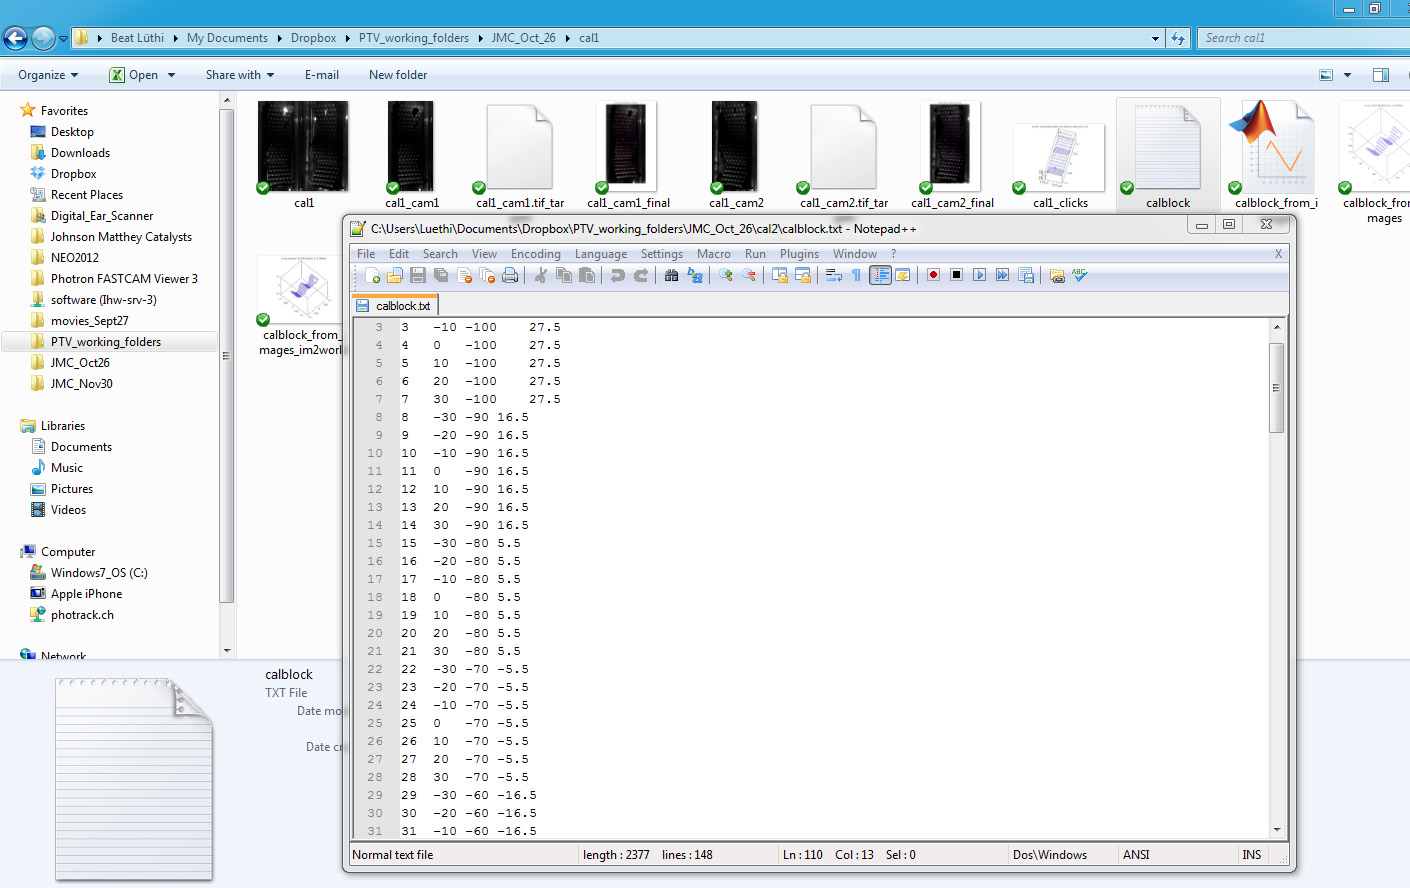 Beat Lüthi My Documents Dropbox PTV_working_folders JMC_Oct_26 cal1
Search cal1
Organize Open Share with E-mail New folder
Favorites
Desktop
Downloads
Dropbox
Recent Places
Digital_Ear_Scanner
Johnson Matthey Catalysts
NEO2012
Photron FASTCAM Viewer 3
software (lhw-srv-3)
movies_Sept27
PTV_working_folders
JMC_Oct26
JMC_Nov30
Libraries
Documents
Music
Pictures
Videos
Computer
Windows7_OS (C:)
Apple iPhone
photrack.ch
Network
cal1
cal1_cam1
cal1_cam1.tif_tar
cal1_cam1_final
cal1_cam2
cal1_cam2.tif_tar
cal1_cam2_final
cal1_clicks
calblock
calblock_from_i
calblock_from
mages
calblock_from_
mages_im2worl
C:\Users\Luethi\Documents\Dropbox\PTV_working_folders\JMC_Oct_26\cal2\calblock.txt - Notepad++
File Edit Search View Encoding Language Settings Macro Run Plugins Window ? X
calblock.txt
3 3 -10 -100 27.5
4 4 0 -100 27.5
5 5 10 -100 27.5
6 6 20 -100 27.5
7 7 30 -100 27.5
8 8 -30 -90 16.5
9 9 -20 -90 16.5
10 10 -10 -90 16.5
11 11 0 -90 16.5
12 12 10 -90 16.5
13 13 20 -90 16.5
14 14 30 -90 16.5
15 15 -30 -80 5.5
16 16 -20 -80 5.5
17 17 -10 -80 5.5
18 18 0 -80 5.5
19 19 10 -80 5.5
20 20 20 -80 5.5
21 21 30 -80 5.5
22 22 -30 -70 -5.5
23 23 -20 -70 -5.5
24 24 -10 -70 -5.5
25 25 0 -70 -5.5
26 26 10 -70 -5.5
27 27 20 -70 -5.5
28 28 30 -70 -5.5
29 29 -30 -60 -16.5
30 30 -20 -60 -16.5
31 31 -10 -60 -16.5
Normal text file length : 2377 lines : 148 Ln : 110 Col : 13 Sel : 0 Dos\Windows ANSI INS
calblock
TXT File
Date mo
Date cr